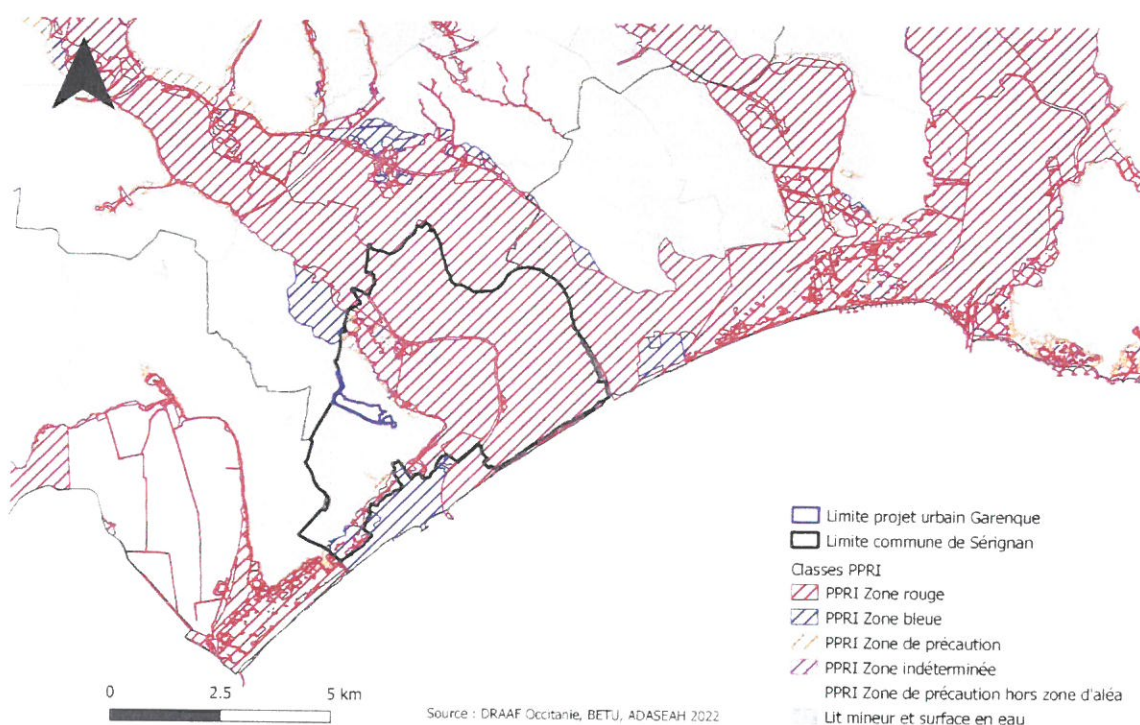 Limite projet urbain Garenque
Limite commune de Sérignan
Classes PPRI
PPRI Zone rouge
PPRI Zone bleue
PPRI Zone de précaution
PPRI Zone indéterminée
PPRI Zone de précaution hors zone d'aléa
Lit mineur et surface en eau
0 2.5 5 km
Source : DRAAF Occitanie, BETU, ADASEAH 2022